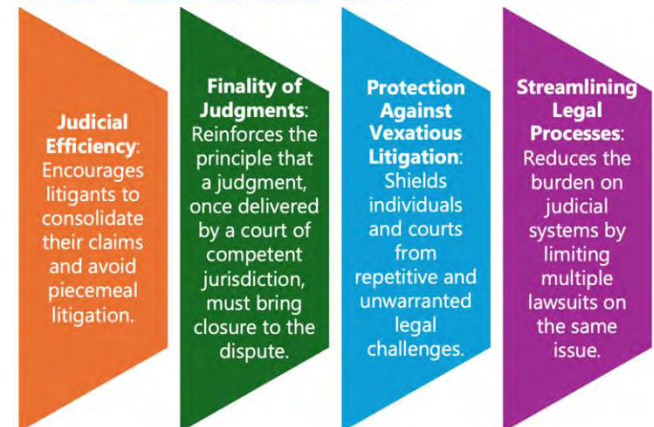 Judicial
Efficiency:
Encourages
litigants to
consolidate
their claims
and avoid
piecemeal
litigation.
Finality of
Judgments:
Reinforces the
principle that
a judgment,
once delivered
by a court of
competent
jurisdiction,
must bring
closure to the
dispute.
Protection
Against
Vexatious
Litigation:
Shields
individuals
and courts
from
repetitive and
unwarranted
legal
challenges.
Streamlining
Legal
Processes:
Reduces the
burden on
judicial
systems by
limiting
multiple
lawsuits on
the same
issue.